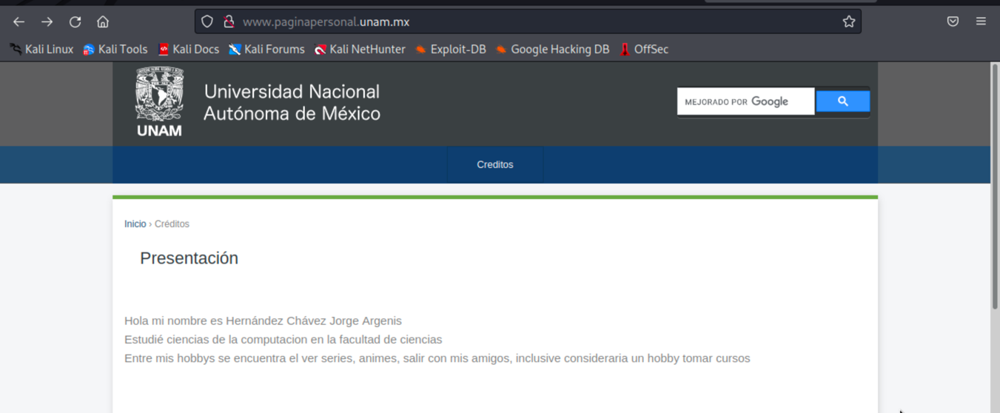 www.paginapersonal.unam.mx
Kali Linux Kali Tools Kali Docs Kali Forums Kali NetHunter Exploit-DB Google Hacking DB OffSec
Universidad Nacional
Autónoma de México
UNAM
MEJORADO POR Google
Creditos
Inicio › Créditos
Presentación
Hola mi nombre es Hernández Chávez Jorge Argenis
Estudié ciencias de la computacion en la facultad de ciencias
Entre mis hobbys se encuentra el ver series, animes, salir con mis amigos, inclusive consideraria un hobby tomar cursos